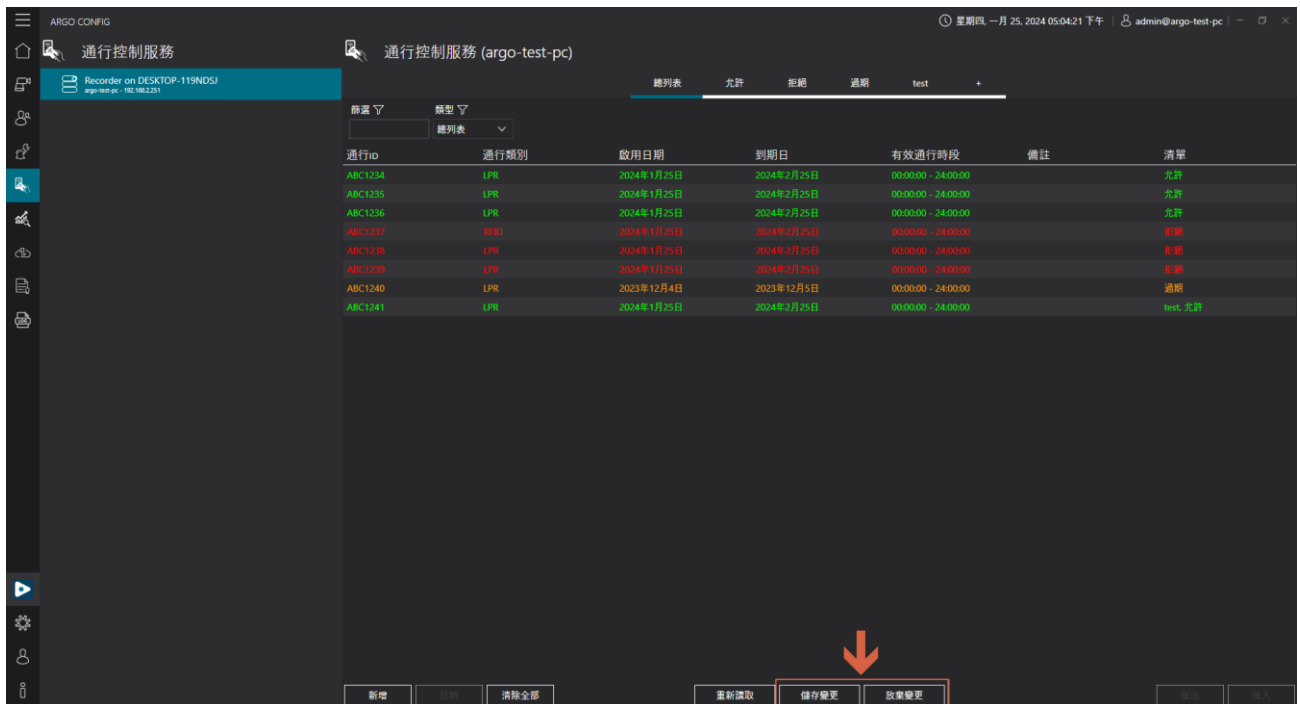 ARGO CONFIG
星期四, 一月 25, 2024 05:04:21 下午
admin@argo-test-pc
通行控制服務
通行控制服務 (argo-test-pc)
Recorder on DESKTOP-119NDSJ
argo-test-pc - 192.168.2.251
總列表 允許 拒絕 過期 test +
篩選 類型
總列表
通行ID 通行類別 啟用日期 到期日 有效通行時段 備註 清單
ABC1234 LPR 2024年1月25日 2024年2月25日 00:00:00 - 24:00:00 允許
ABC1235 LPR 2024年1月25日 2024年2月25日 00:00:00 - 24:00:00 允許
ABC1236 LPR 2024年1月25日 2024年2月25日 00:00:00 - 24:00:00 允許
ABC1237 RFID 2024年1月25日 2024年2月25日 00:00:00 - 24:00:00 拒絕
ABC1238 LPR 2024年1月25日 2024年2月25日 00:00:00 - 24:00:00 拒絕
ABC1239 LPR 2024年1月25日 2024年2月25日 00:00:00 - 24:00:00 拒絕
ABC1240 LPR 2023年12月4日 2023年12月5日 00:00:00 - 24:00:00 過期
ABC1241 LPR 2024年1月25日 2024年2月25日 00:00:00 - 24:00:00 test, 允許
新增 清除全部 重新讀取 儲存變更 放棄變更